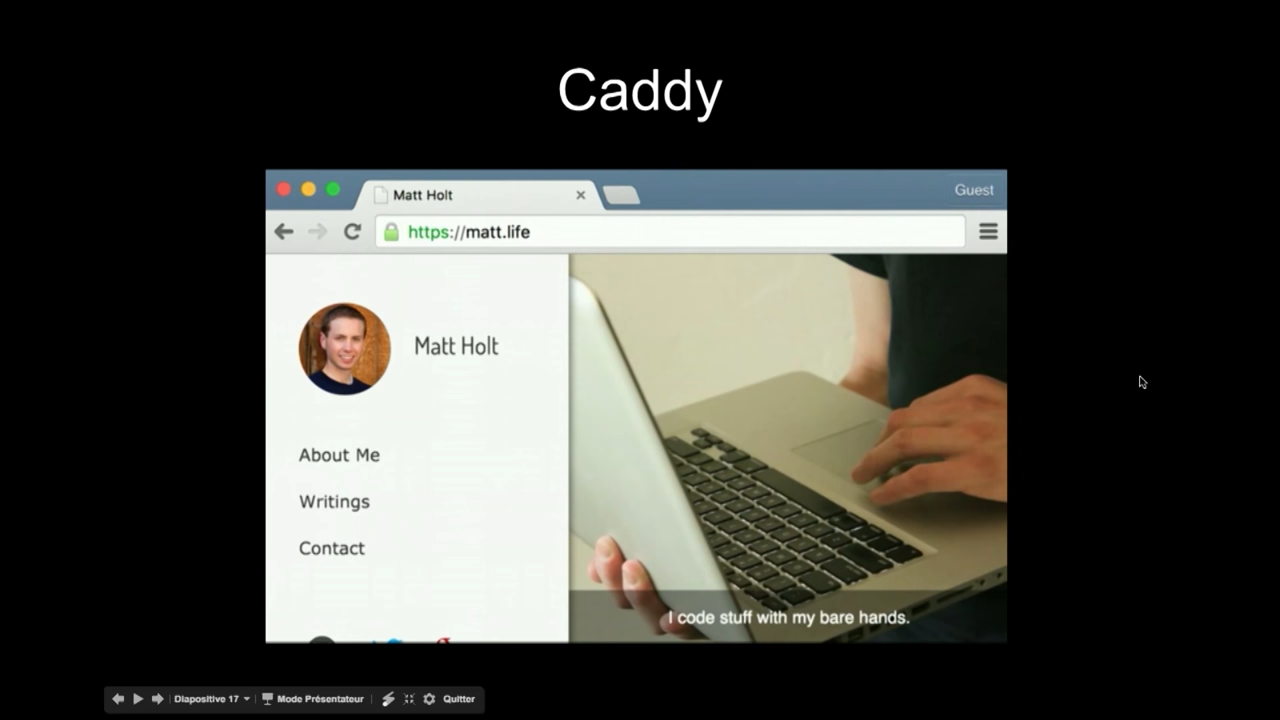 Caddy
Matt Holt
Guest
https://matt.life
Matt Holt
About Me
Writings
Contact
I code stuff with my bare hands.
Diapositive 17
Mode Présentateur
Quitter